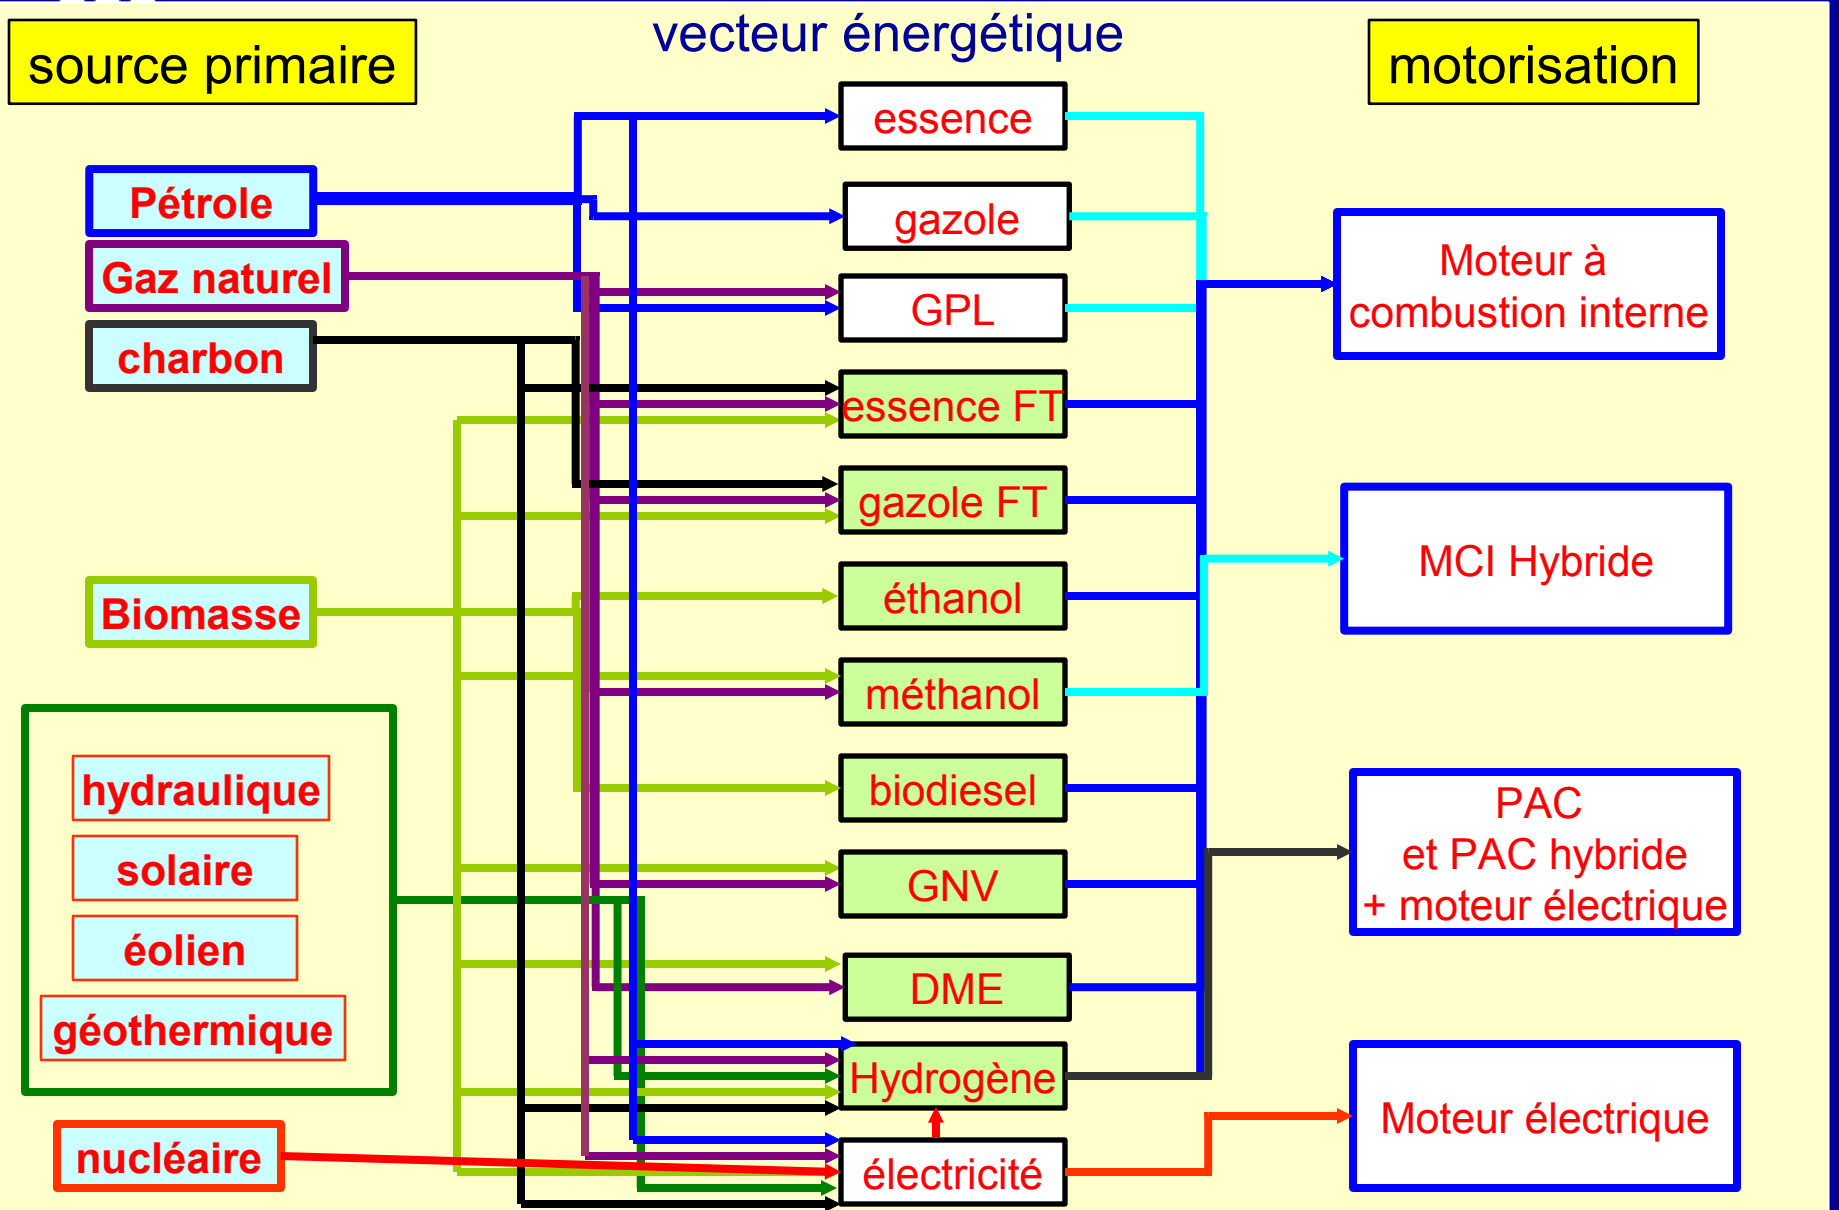 source primaire
vecteur énergétique
motorisation
Pétrole
Gaz naturel
charbon
Biomasse
hydraulique
solaire
éolien
géothermique
nucléaire
essence
gazole
GPL
essence FT
gazole FT
éthanol
méthanol
biodiesel
GNV
DME
Hydrogène
électricité
Moteur à
combustion interne
MCI Hybride
PAC
et PAC hybride
+ moteur électrique
Moteur électrique